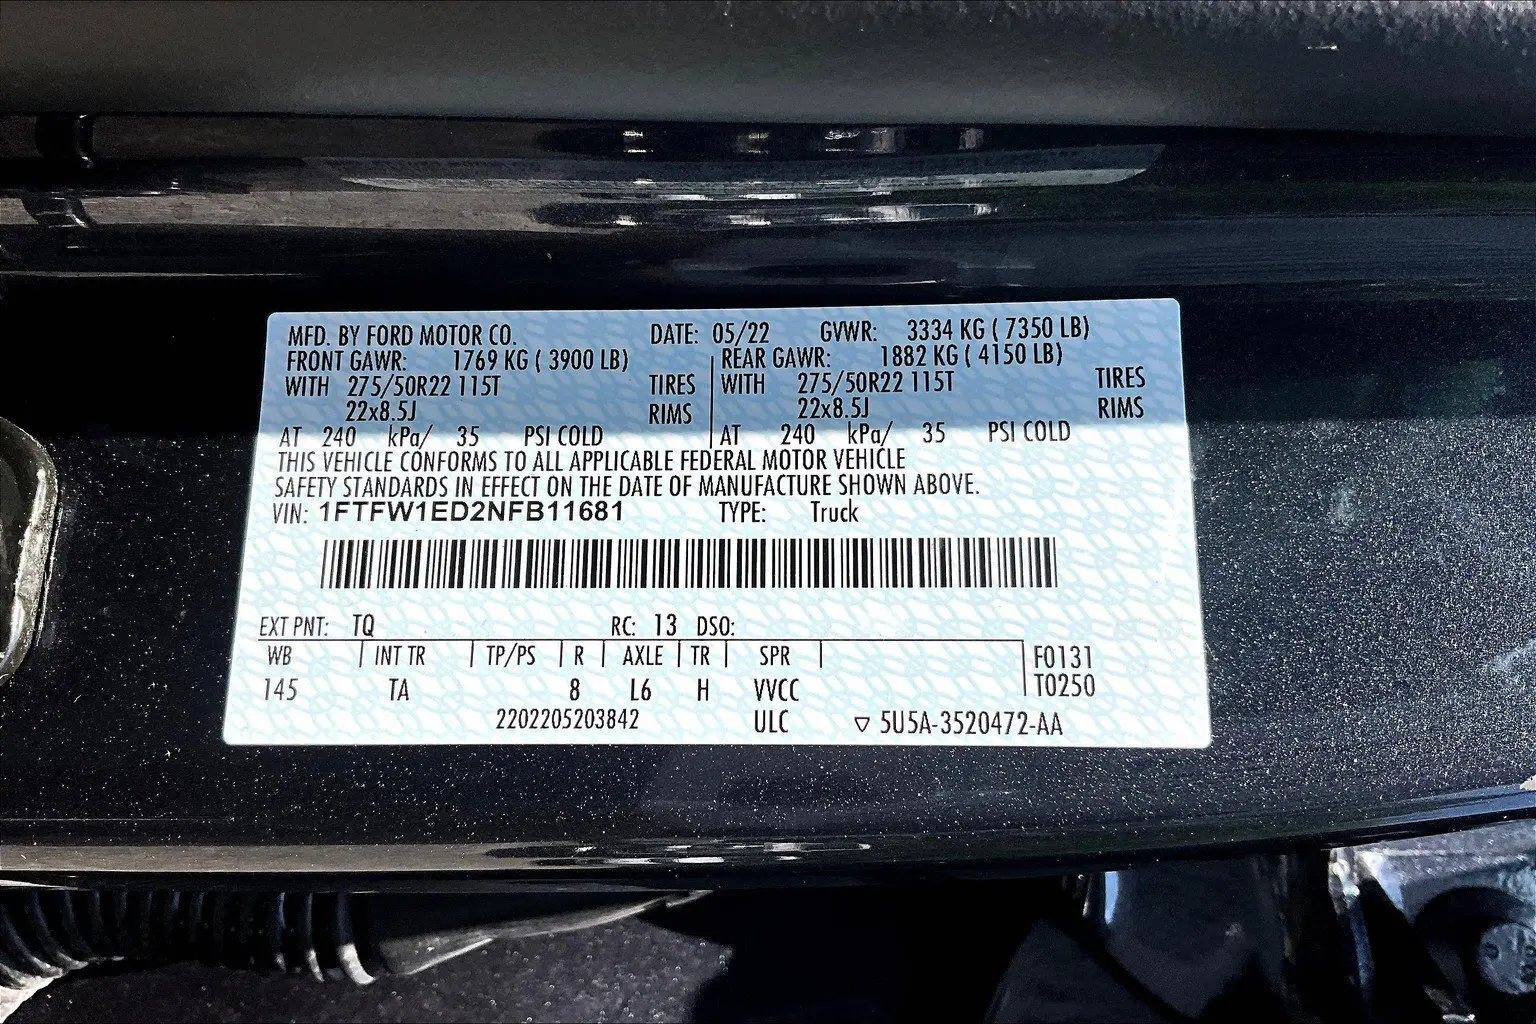 MFD. BY FORD MOTOR CO. DATE: 05/22 GVWR: 3334 KG ( 7350 LB)
FRONT GAWR: 1769 KG ( 3900 LB) REAR GAWR: 1882 KG ( 4150 LB)
WITH 275/50R22 115T TIRES WITH 275/50R22 115T TIRES
22x8.5J RIMS 22x8.5J RIMS
AT 240 kPa/ 35 PSI COLD AT 240 kPa/ 35 PSI COLD
THIS VEHICLE CONFORMS TO ALL APPLICABLE FEDERAL MOTOR VEHICLE
SAFETY STANDARDS IN EFFECT ON THE DATE OF MANUFACTURE SHOWN ABOVE.
VIN: 1FTFW1ED2NFB11681 TYPE: Truck
EXT PNT: TQ RC: 13 DSO:
WB INT TR TP/PS R AXLE TR SPR F0131
145 TA 8 L6 H VVCC T0250
2202205203842 ULC ▽ 5U5A-3520472-AA